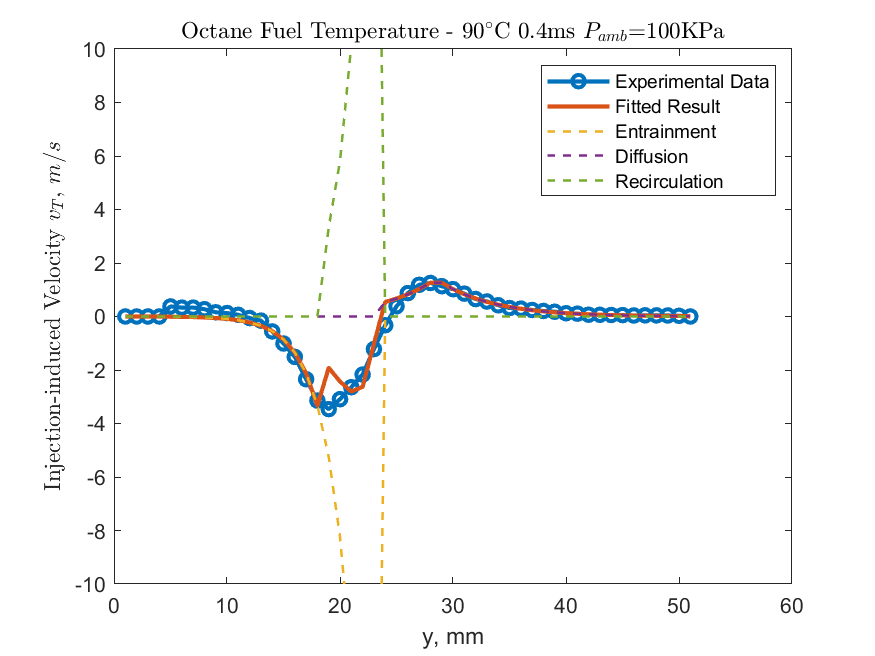 Octane Fuel Temperature - 90°C 0.4ms P_amb=100KPa
Injection-induced Velocity v_T, m/s
10
8
6
4
2
0
-2
-4
-6
-8
-10
Experimental Data
Fitted Result
Entrainment
Diffusion
Recirculation
0 10 20 30 40 50 60
y, mm